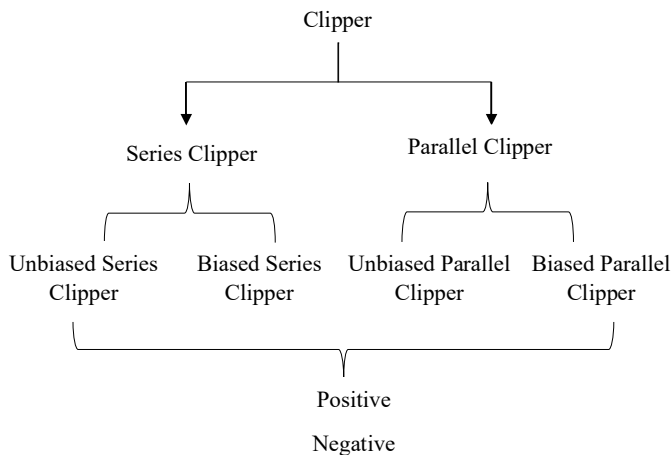 Clipper
Series Clipper
Parallel Clipper
Unbiased Series
Clipper
Biased Series
Clipper
Unbiased Parallel
Clipper
Biased Parallel
Clipper
Positive
Negative